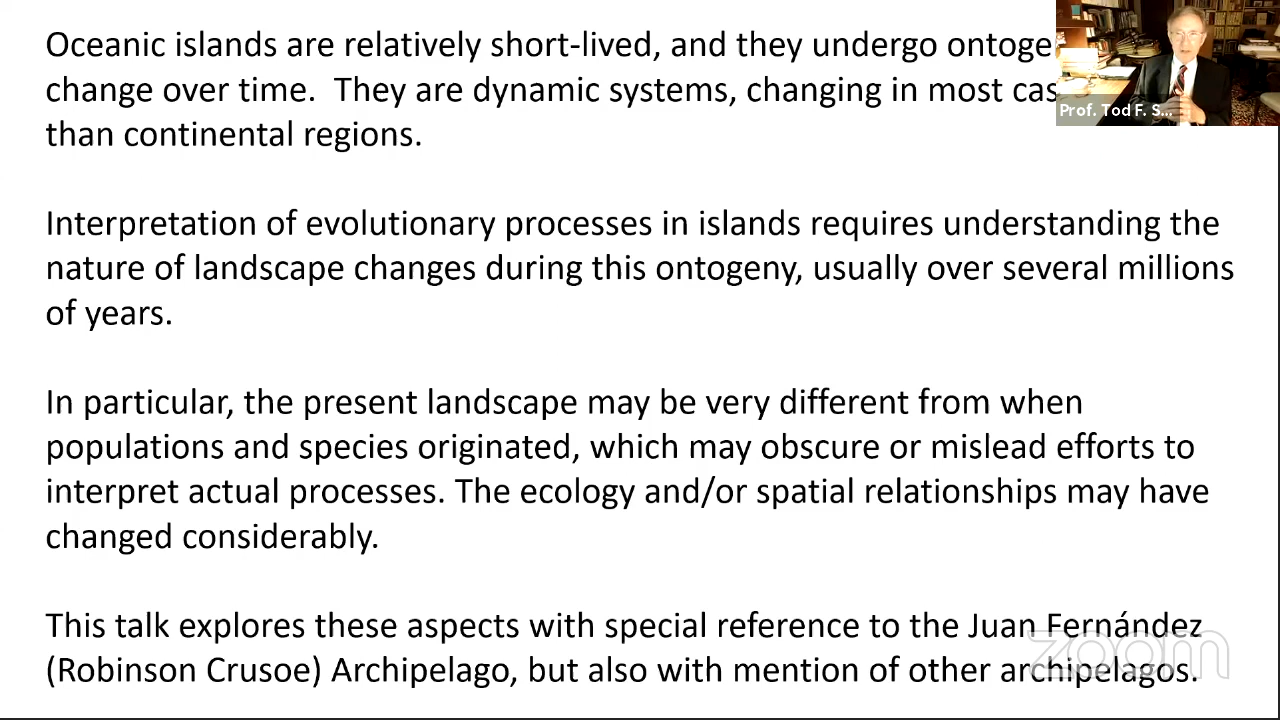 Oceanic islands are relatively short-lived, and they undergo ontoge
change over time. They are dynamic systems, changing in most cas
than continental regions.
Interpretation of evolutionary processes in islands requires understanding the
nature of landscape changes during this ontogeny, usually over several millions
of years.
In particular, the present landscape may be very different from when
populations and species originated, which may obscure or mislead efforts to
interpret actual processes. The ecology and/or spatial relationships may have
changed considerably.
This talk explores these aspects with special reference to the Juan Fernández
(Robinson Crusoe) Archipelago, but also with mention of other archipelagos.
Prof. Tod F. S...
zoom